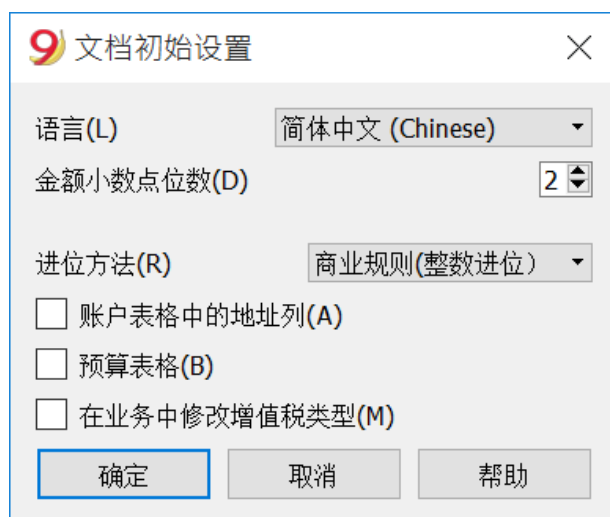 9 文档初始设置
语言(L) 简体中文 (Chinese)
金额小数点位数(D) 2
进位方法(R) 商业规则(整数进位）
账户表格中的地址列(A)
预算表格(B)
在业务中修改增值税类型(M)
确定 取消 帮助